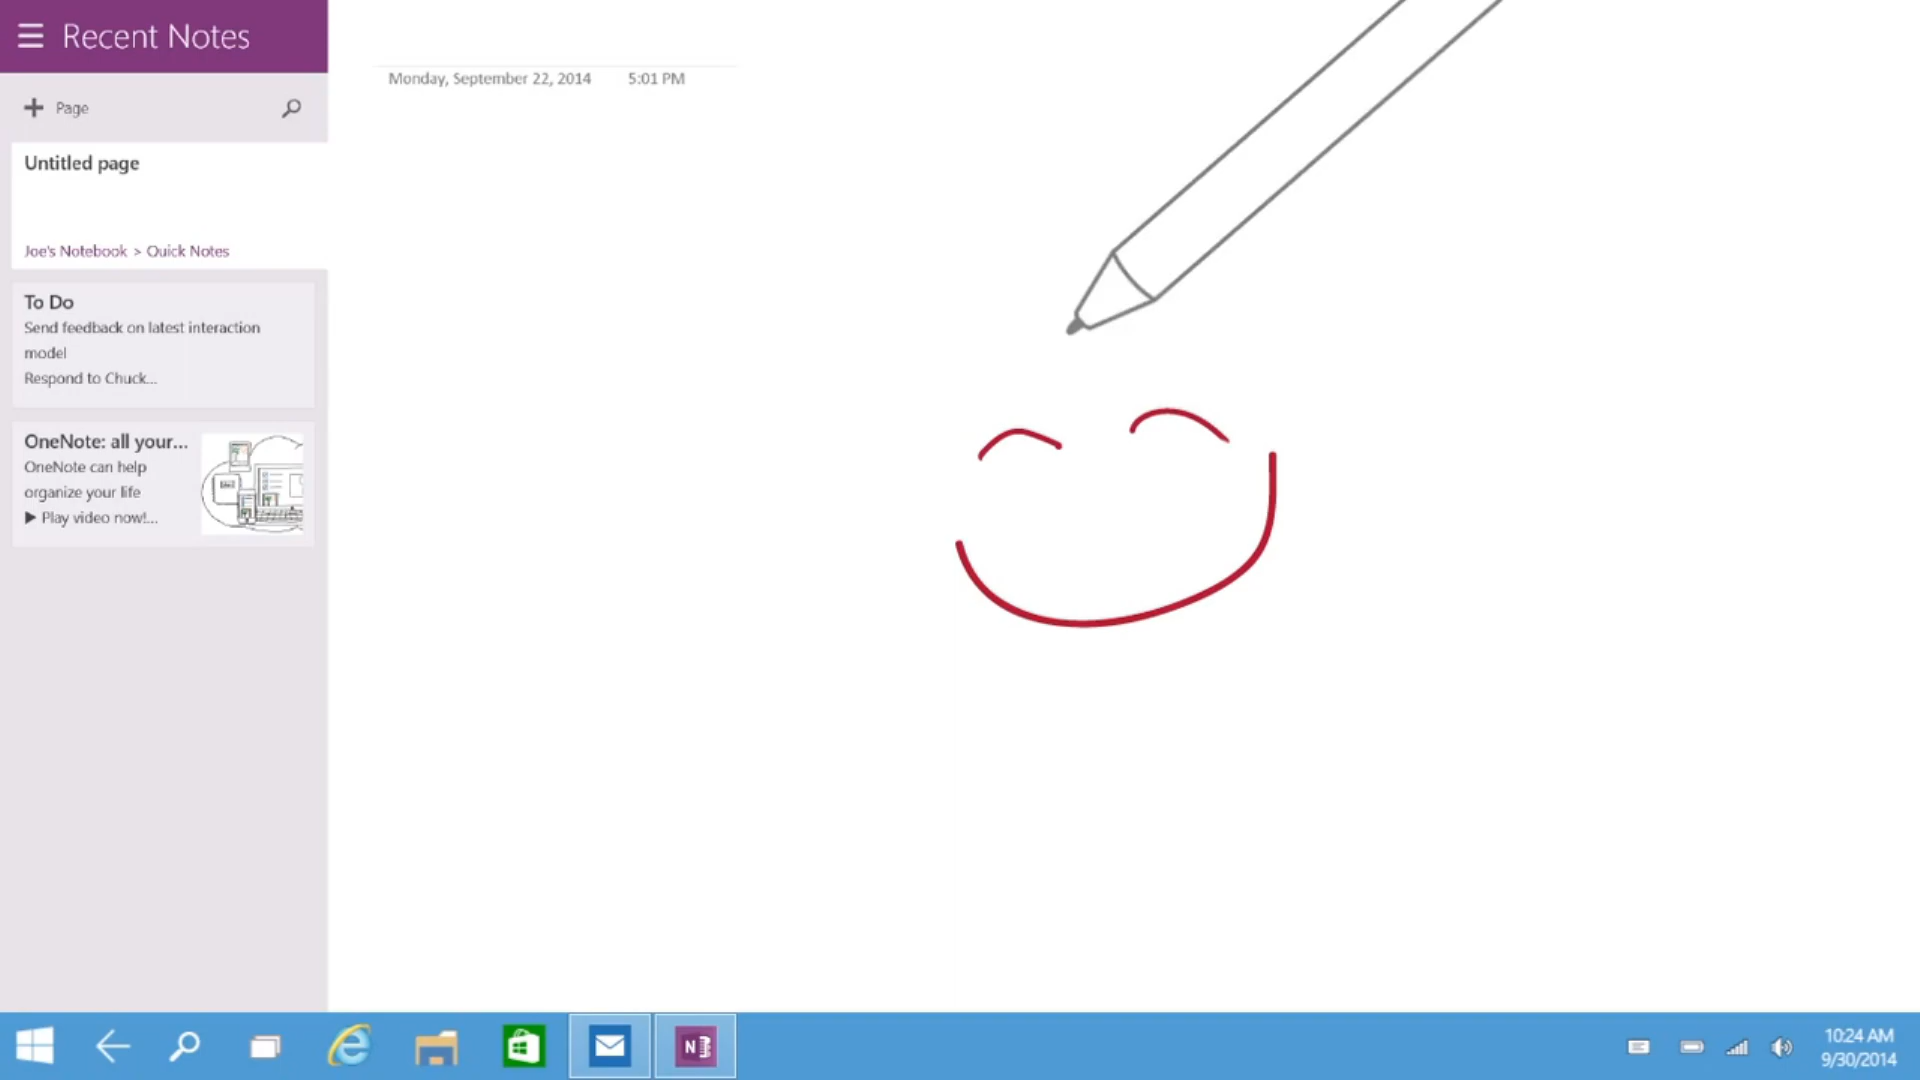 Recent Notes
Page
Untitled page
Joe's Notebook > Quick Notes
To Do
Send feedback on latest interaction
model
Respond to Chuck...
OneNote: all your...
OneNote can help
organize your life
Play video now!...
Monday, September 22, 2014 5:01 PM
N
10:24 AM
9/30/2014